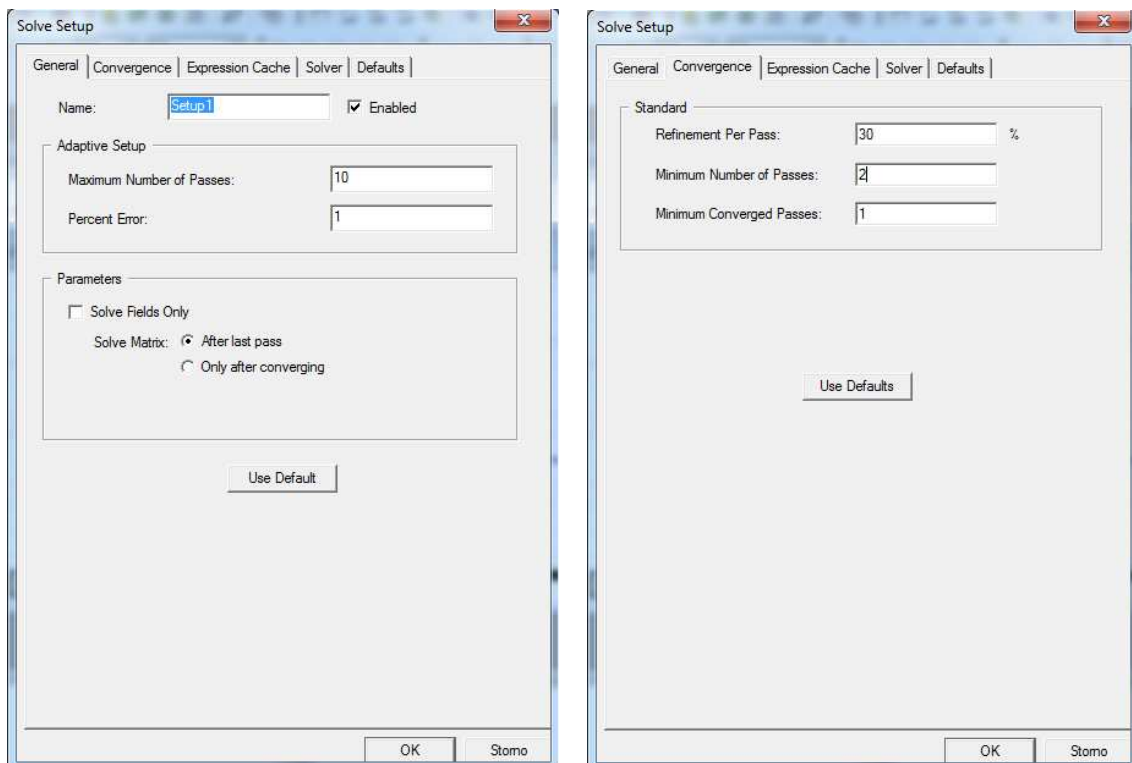 Solve Setup
General Convergence Expression Cache Solver Defaults
Name: Setup1 Enabled
Adaptive Setup
Maximum Number of Passes: 10
Percent Error: 1
Parameters
Solve Fields Only
Solve Matrix: After last pass
Only after converging
Use Default
OK Storno
Solve Setup
General Convergence Expression Cache Solver Defaults
Standard
Refinement Per Pass: 30 %
Minimum Number of Passes: 2
Minimum Converged Passes: 1
Use Defaults
OK Storno